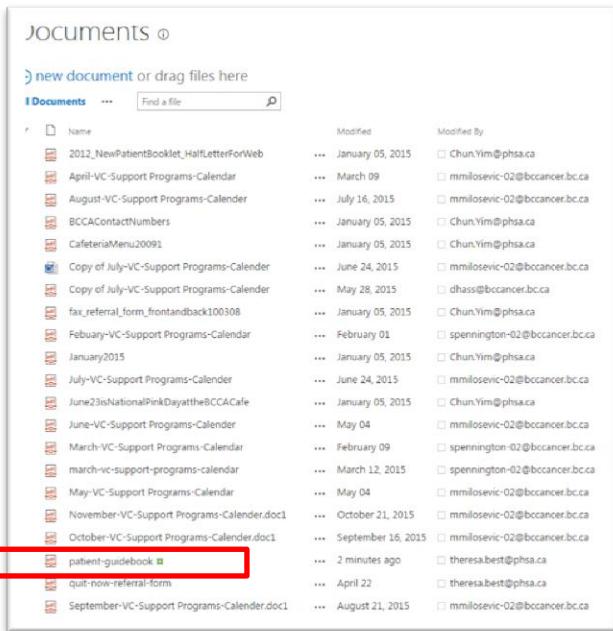 Documents
new document or drag files here
l Documents ... Find a file
Name Modified Modified By
2012_NewPatientBooklet_HalfLetterForWeb ... January 05, 2015 Chun.Yim@phsa.ca
April-VC-Support Programs-Calendar ... March 09 mmilosevic-02@bccancer.bc.ca
August-VC-Support Programs-Calender ... July 16, 2015 mmilosevic-02@bccancer.bc.ca
BCCAContactNumbers ... January 05, 2015 Chun.Yim@phsa.ca
CafeteriaMenu20091 ... January 05, 2015 Chun.Yim@phsa.ca
Copy of July-VC-Support Programs-Calender ... June 24, 2015 mmilosevic-02@bccancer.bc.ca
Copy of July-VC-Support Programs-Calender ... May 28, 2015 dhass@bccancer.bc.ca
fax_referral_form_frontandback100308 ... January 05, 2015 Chun.Yim@phsa.ca
Febuary-VC-Support Programs-Calendar ... February 01 spennington-02@bccancer.bc.ca
January2015 ... January 05, 2015 Chun.Yim@phsa.ca
July-VC-Support Programs-Calender ... June 24, 2015 mmilosevic-02@bccancer.bc.ca
June23isNationalPinkDayattheBCCACafe ... January 05, 2015 Chun.Yim@phsa.ca
June-VC-Support Programs-Calender ... May 04 mmilosevic-02@bccancer.bc.ca
March-VC-Support Programs-Calendar ... February 09 spennington-02@bccancer.bc.ca
march-vc-support-programs-calendar ... March 12, 2015 spennington-02@bccancer.bc.ca
May-VC-Support Programs-Calendar ... May 04 mmilosevic-02@bccancer.bc.ca
November-VC-Support Programs-Calender.doc1 ... October 21, 2015 mmilosevic-02@bccancer.bc.ca
October-VC-Support Programs-Calender.doc1 ... September 16, 2015 mmilosevic-02@bccancer.bc.ca
patient-guidebook ... 2 minutes ago theresa.best@phsa.ca
quit-now-referral-form ... April 22 theresa.best@phsa.ca
September-VC-Support Programs-Calender.doc1 ... August 21, 2015 mmilosevic-02@bccancer.bc.ca